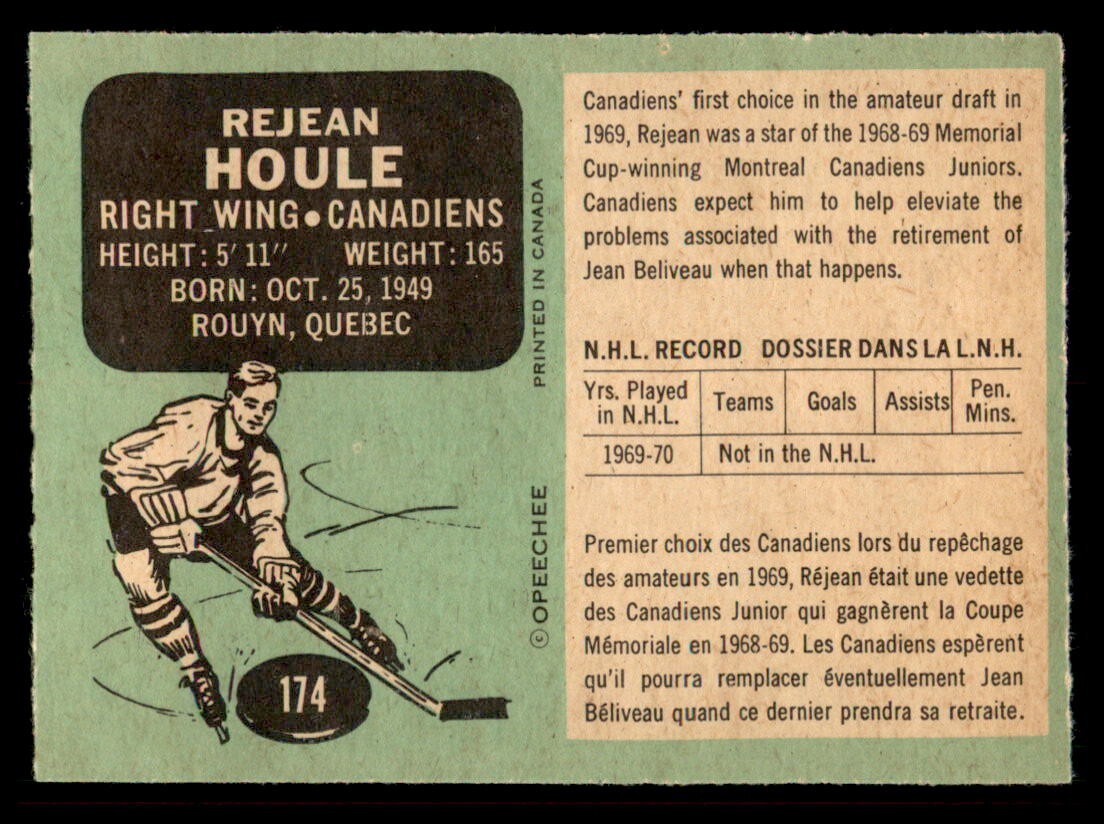 REJEAN
HOULE
RIGHT WING • CANADIENS
HEIGHT: 5' 11" WEIGHT: 165
BORN: OCT. 25, 1949
ROUYN, QUEBEC
174
PRINTED IN CANADA
© OPEECHEE
Canadiens' first choice in the amateur draft in
1969, Rejean was a star of the 1968-69 Memorial
Cup-winning Montreal Canadiens Juniors.
Canadiens expect him to help eleviate the
problems associated with the retirement of
Jean Beliveau when that happens.
N.H.L. RECORD DOSSIER DANS LA L.N.H.
Yrs. Played
in N.H.L. Teams Goals Assists Pen.
Mins.
1969-70 Not in the N.H.L.
Premier choix des Canadiens lors du repêchage
des amateurs en 1969, Réjean était une vedette
des Canadiens Junior qui gagnèrent la Coupe
Mémoriale en 1968-69. Les Canadiens espèrent
qu'il pourra remplacer éventuellement Jean
Béliveau quand ce dernier prendra sa retraite.